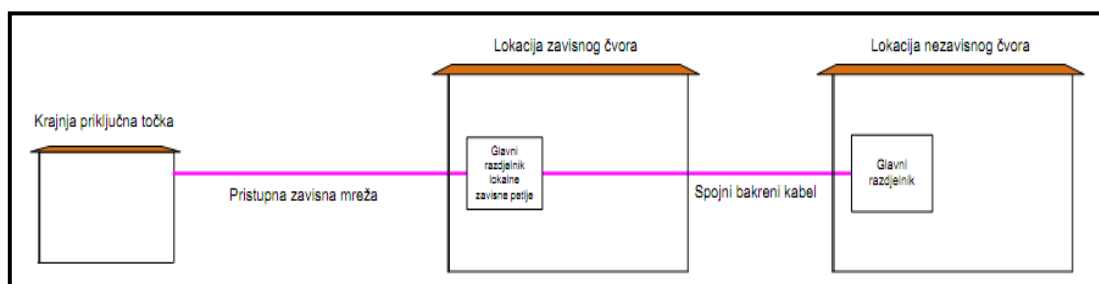 Lokacija zavisnog čvora
Lokacija nezavisnog čvora
Krajnja priključna točka
Glavni
razdjelnik
lokalne
zavisne petlje
Glavni
razdjelnik
Pristupna zavisna mreža
Spojni bakreni kabel